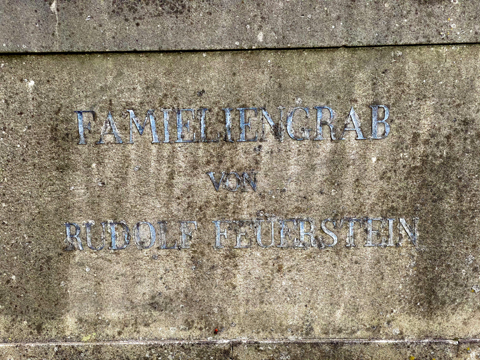 FAMIELIENGRAB
VON
RUDOLF FEUERSTEIN